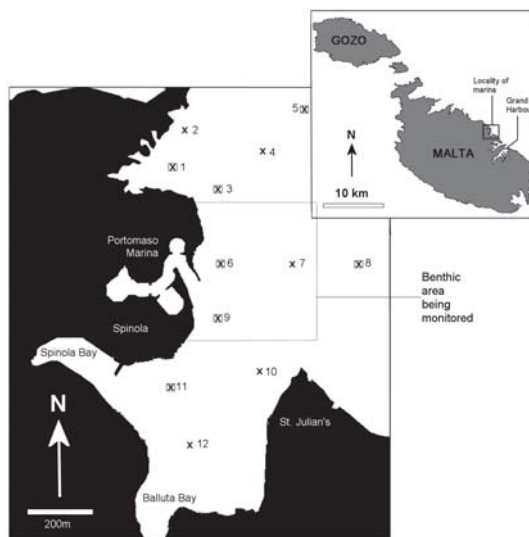 GOZO
Locality of
marina
Grand
Harbour
MALTA
N
10 km
5
2
4
1
3
Portomaso
Marina
6
7
8
Benthic
area
being
monitored
9
Spinola
Spinola Bay
10
11
N
St. Julian's
12
200m
Balluta Bay